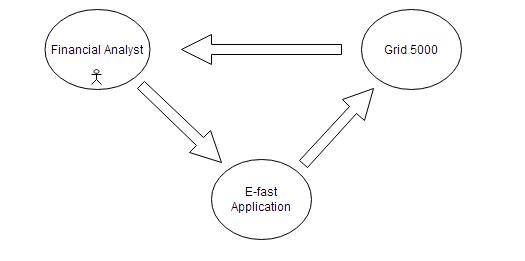 Financial Analyst
Grid 5000
E-fast
Application